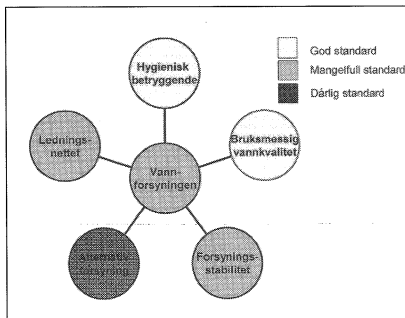 Hygienisk
betryggende
God standard
Mangelfull standard
Dårlig standard
Lednings-
nettet
Bruksmessig
vannkvalitet
Vann-
forsyningen
Alternativ
forsyning
Forsynings-
stabilitet